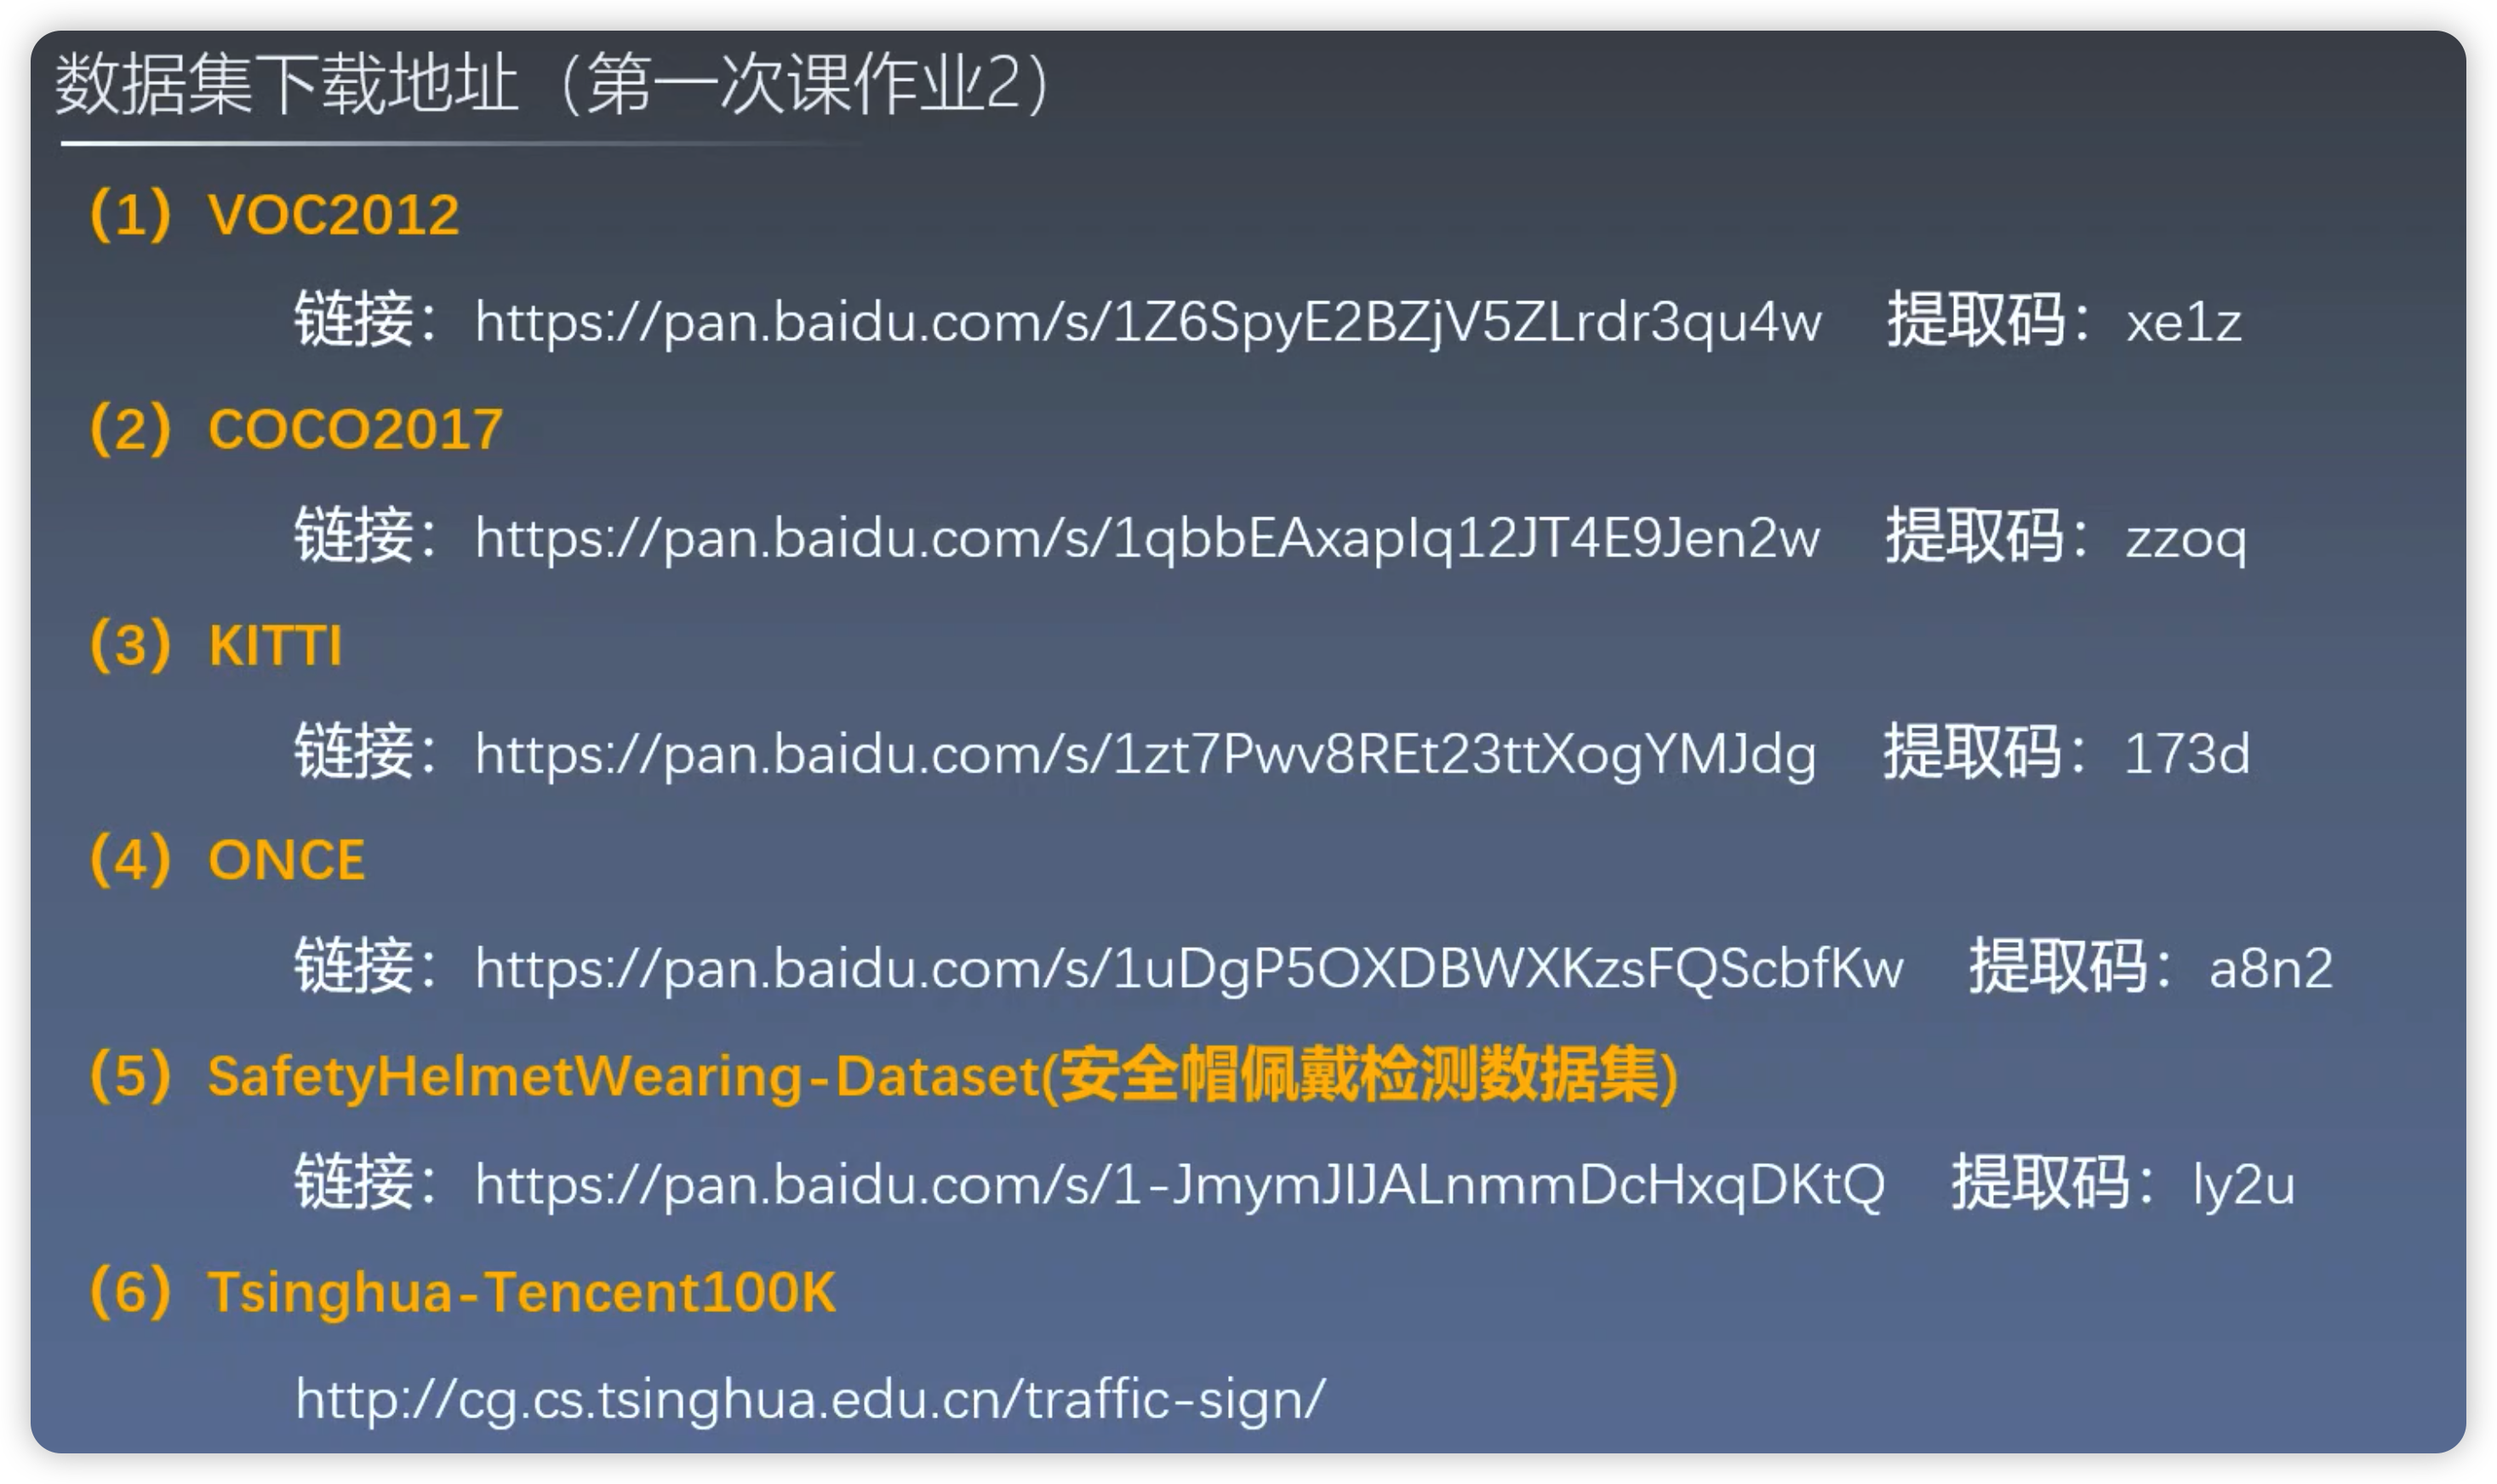 数据集下载地址（第一次课作业2）
（1）VOC2012
链接：https://pan.baidu.com/s/1Z6SpyE2BZjV5ZLrdr3qu4w 提取码：xe1z
（2）COCO2017
链接：https://pan.baidu.com/s/1qbbEAxapIq12JT4E9Jen2w 提取码：zzoq
（3）KITTI
链接：https://pan.baidu.com/s/1zt7Pwv8REt23ttXogYMJdg 提取码：173d
（4）ONCE
链接：https://pan.baidu.com/s/1uDgP5OXDBWXKzsFQScbfKw 提取码：a8n2
（5）SafetyHelmetWearing-Dataset(安全帽佩戴检测数据集)
链接：https://pan.baidu.com/s/1-JmymJIJALnmmDcHxqDKtQ 提取码：ly2u
（6）Tsinghua-Tencent100K
http://cg.cs.tsinghua.edu.cn/traffic-sign/